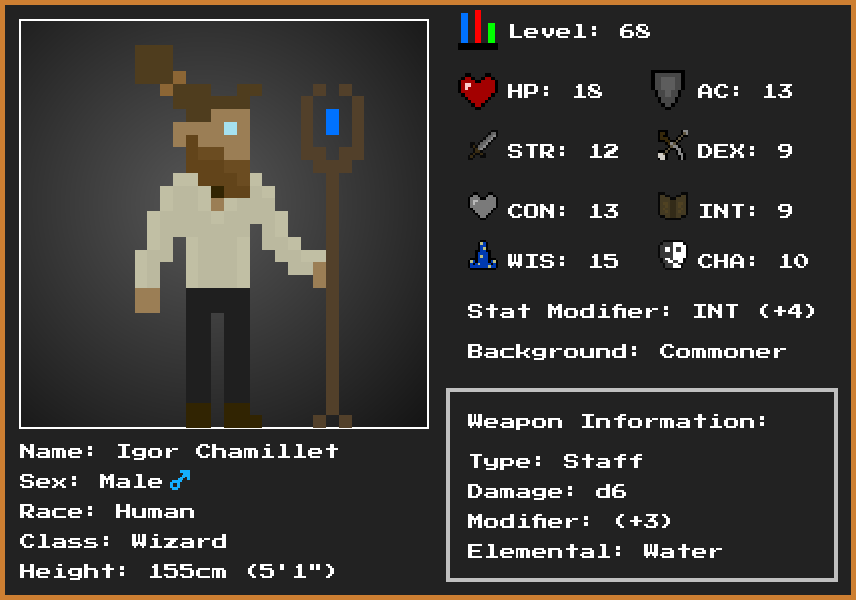 Level: 68
HP: 18 AC: 13
STR: 12 DEX: 9
CON: 13 INT: 9
WIS: 15 CHA: 10
Stat Modifier: INT (+4)
Background: Commoner
Weapon Information:
Type: Staff
Damage: d6
Modifier: (+3)
Elemental: Water
Name: Igor Chamillet
Sex: Male♂
Race: Human
Class: Wizard
Height: 155cm (5'1")